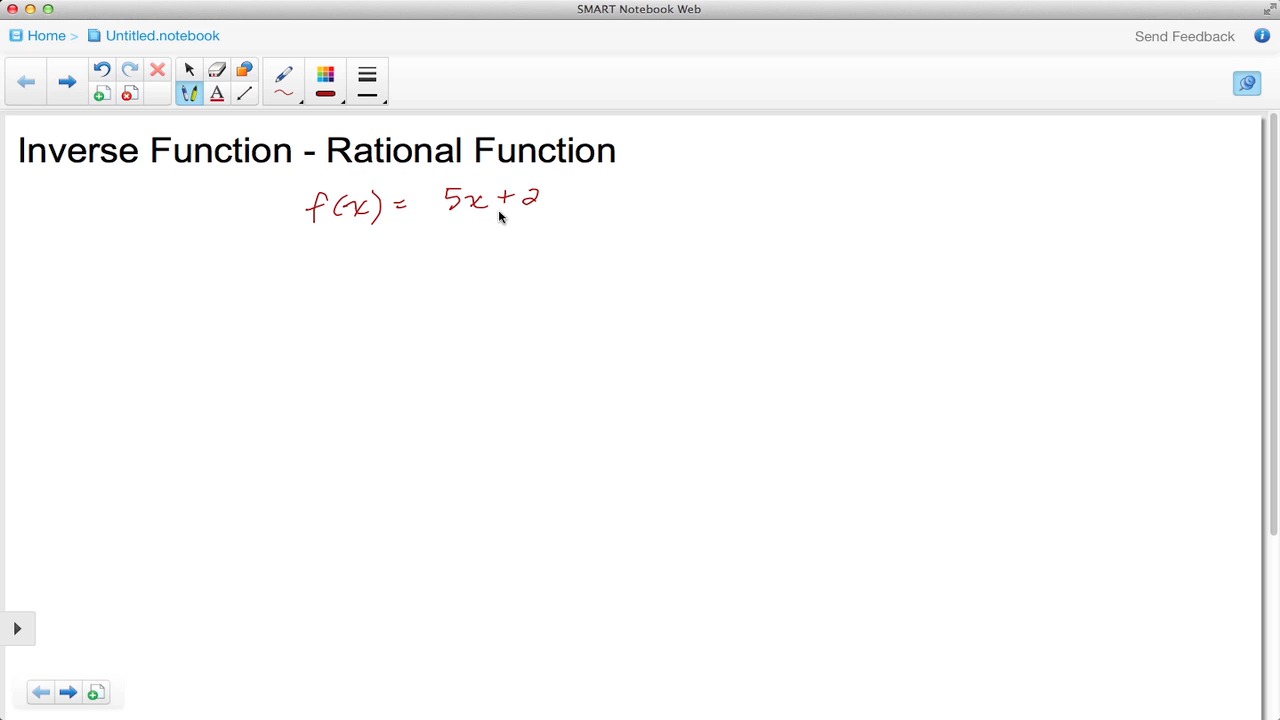 SMART Notebook Web
Home > Untitled.notebook Send Feedback
Inverse Function - Rational Function
f(x) = 5x + 2